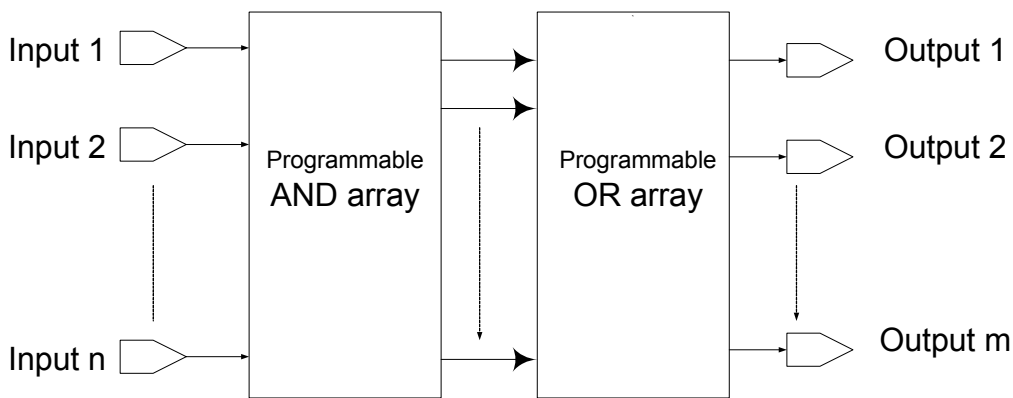 Input 1
Output 1
Input 2
Output 2
Programmable
AND array
Programmable
OR array
Input n
Output m